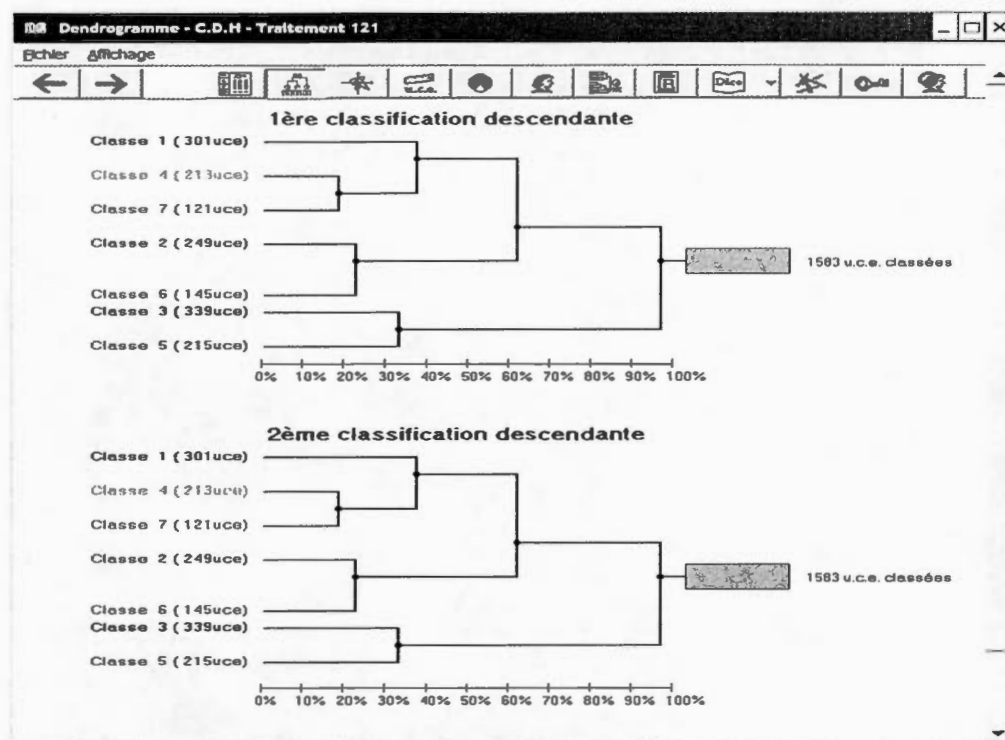 Dendrogramme - C.D.H - Traitement 121
Fichier Affichage
u.c.e.
Dico
1ère classification descendante
Classe 1 (301uce)
Classe 4 (213uce)
Classe 7 (121uce)
Classe 2 (249uce)
1583 u.c.e. classées
Classe 6 (145uce)
Classe 3 (339uce)
Classe 5 (215uce)
0% 10% 20% 30% 40% 50% 60% 70% 80% 90% 100%
2ème classification descendante
Classe 1 (301uce)
Classe 4 (213uce)
Classe 7 (121uce)
Classe 2 (249uce)
1583 u.c.e. classées
Classe 6 (145uce)
Classe 3 (339uce)
Classe 5 (215uce)
0% 10% 20% 30% 40% 50% 60% 70% 80% 90% 100%